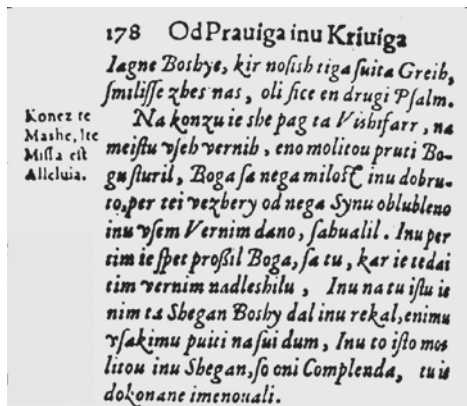 178 Od Prauiga inu Kriuiga
Iagne Boshye, kir noſish tiga ſuita Greih,
ſmiliſſe zhes nas, oli ſice en drugi Pſalm.
Konez te
Mashe, Ite
Miſſa eſt
Alleluia.
Na konzu ie she pag ta Vishifarr, na
meiſtu vſeh vernih, eno molitou pruti Bo-
gu ſturil, Boga ſa nega miloſt inu dobru-
to, per tei vezhery od nega Synu oblubleno
inu vſem Vernim dano, ſahualil. Inu per
tim ie ſpet proßil Boga, ſa tu, kar ie tedai
tim vernim nadleshilu, Inu na tu iſtu ie
nim ta Shegan Boshy dal inu rekal, enimu
vſakimu puiti na ſui dum, Inu to iſto mo-
litou inu Shegan, ſo oni Complenda, tu ie
dokonane imenouali.